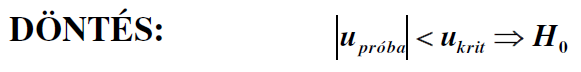 DÖNTÉS: |u_próba| < u_krit ⇒ H_0